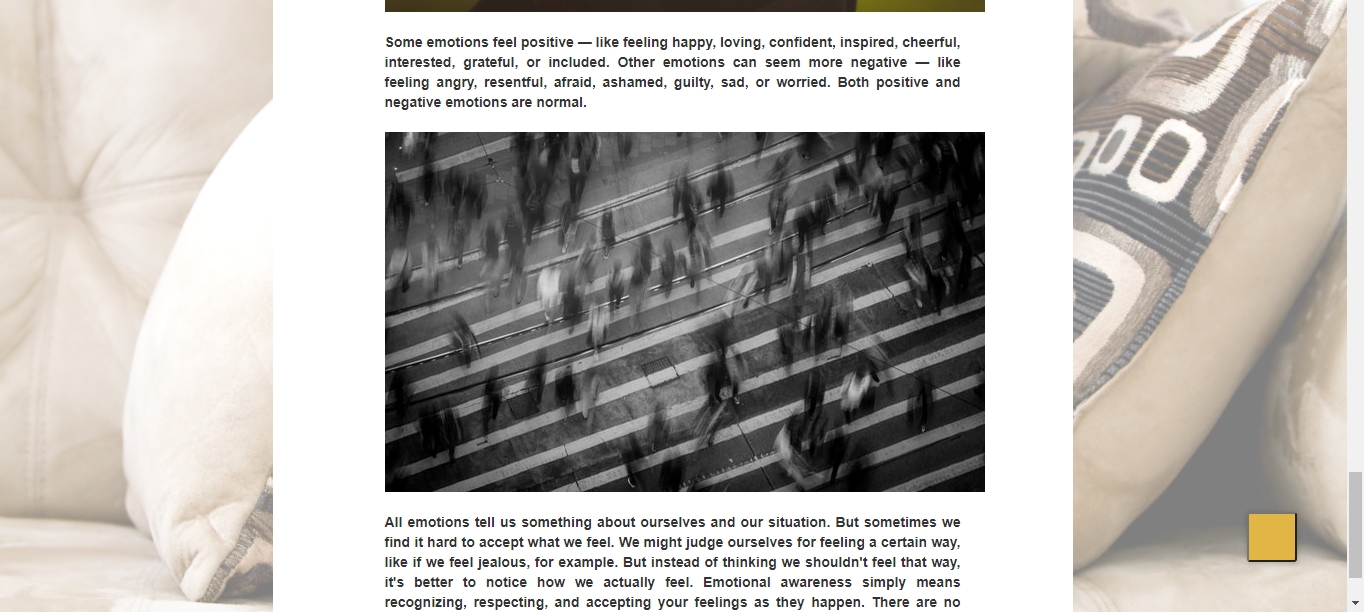 Some emotions feel positive — like feeling happy, loving, confident, inspired, cheerful,
interested, grateful, or included. Other emotions can seem more negative — like
feeling angry, resentful, afraid, ashamed, guilty, sad, or worried. Both positive and
negative emotions are normal.
All emotions tell us something about ourselves and our situation. But sometimes we
find it hard to accept what we feel. We might judge ourselves for feeling a certain way,
like if we feel jealous, for example. But instead of thinking we shouldn't feel that way,
it's better to notice how we actually feel. Emotional awareness simply means
recognizing, respecting, and accepting your feelings as they happen. There are no